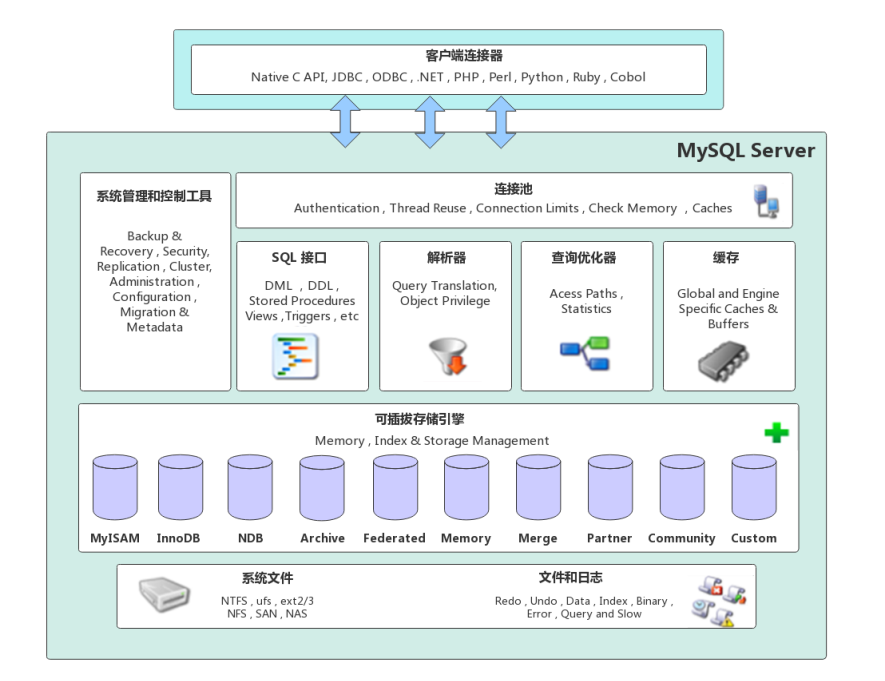 客户端连接器
Native C API, JDBC , ODBC , .NET , PHP , Perl , Python , Ruby , Cobol
MySQL Server
系统管理和控制工具
Backup &
Recovery , Security,
Replication , Cluster,
Administration ,
Configuration ,
Migration &
Metadata
连接池
Authentication , Thread Reuse , Connection Limits , Check Memory , Caches
SQL 接口
DML , DDL ,
Stored Procedures
Views ,Triggers , etc
解析器
Query Translation,
Object Privilege
查询优化器
Acess Paths ,
Statistics
缓存
Global and Engine
Specific Caches &
Buffers
可插拔存储引擎
Memory , Index & Storage Management
MyISAM InnoDB NDB Archive Federated Memory Merge Partner Community Custom
系统文件
NTFS , ufs , ext2/3
NFS , SAN , NAS
文件和日志
Redo , Undo , Data , Index , Binary ,
Error , Query and Slow